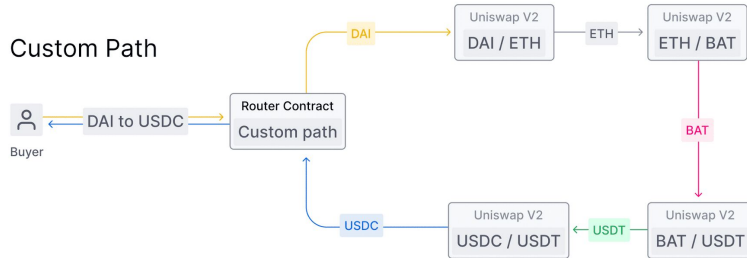 Custom Path
Buyer
DAI to USDC
Router Contract
Custom path
DAI
Uniswap V2
DAI / ETH
ETH
Uniswap V2
ETH / BAT
BAT
Uniswap V2
BAT / USDT
USDT
Uniswap V2
USDC / USDT
USDC